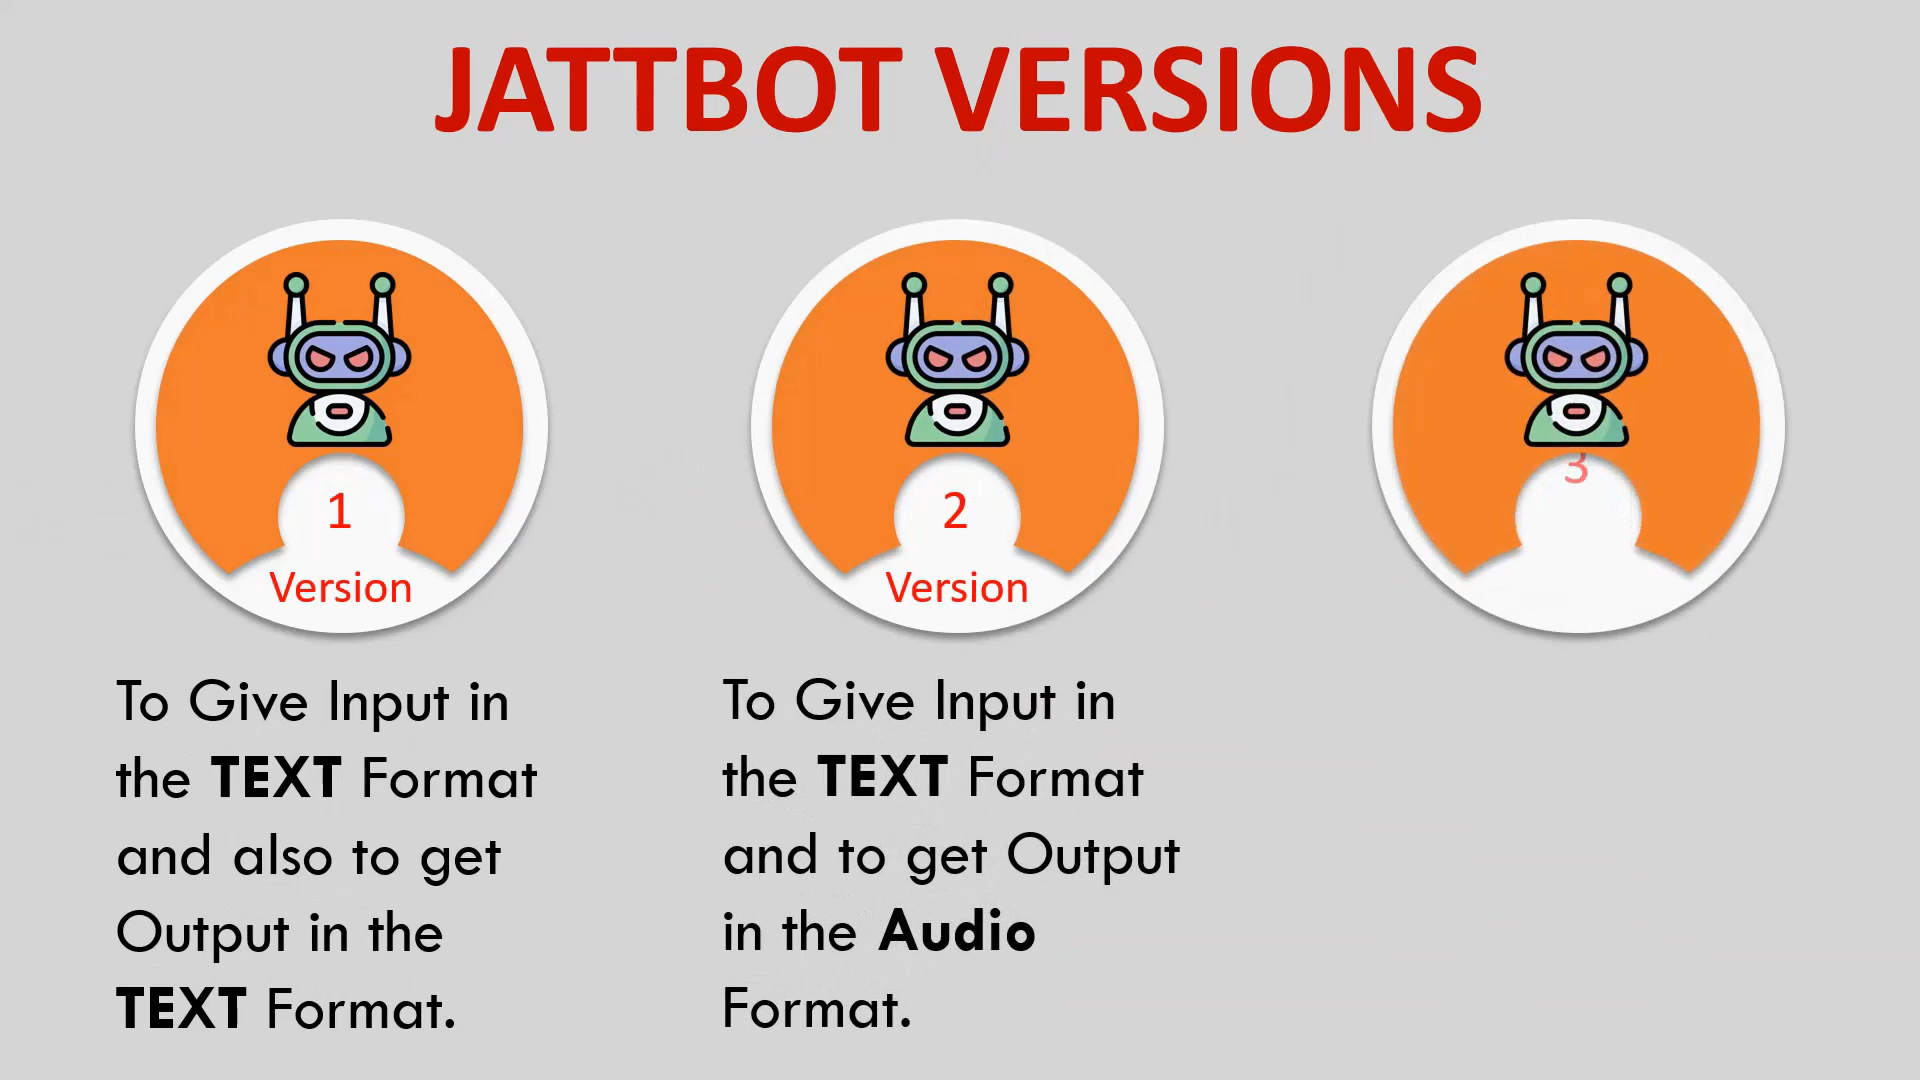 JATTBOT VERSIONS
1
Version
2
Version
3
To Give Input in
the TEXT Format
and also to get
Output in the
TEXT Format.
To Give Input in
the TEXT Format
and to get Output
in the Audio
Format.